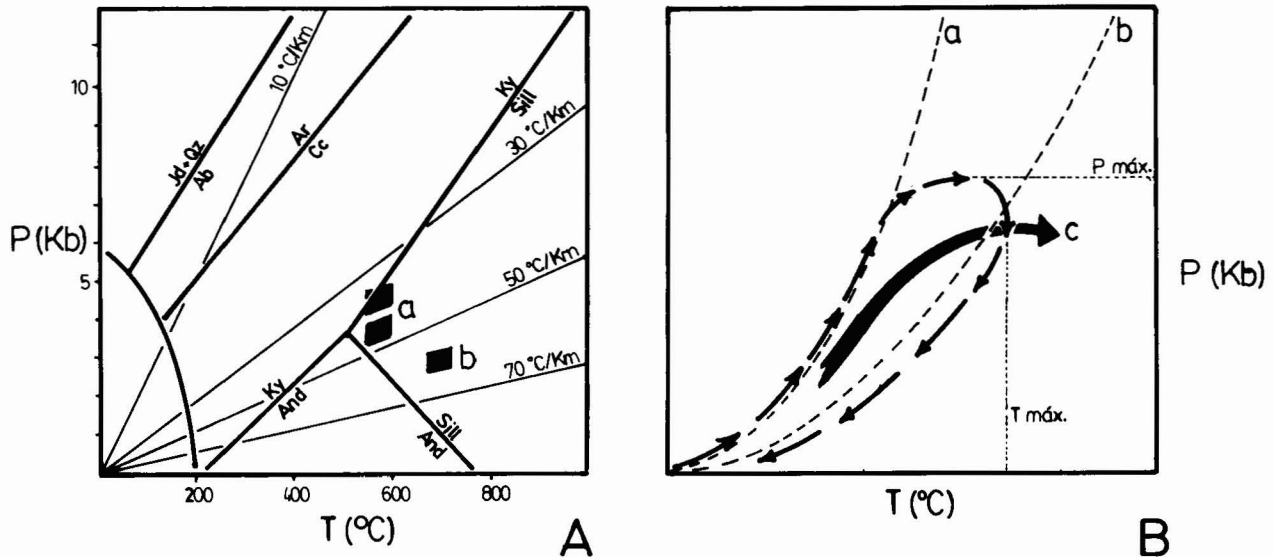 10 °C/Km
Jd+Qz
Ab
Ar
Cc
Ky
Sill
30 °C/Km
10
P (Kb)
5
a
50 °C/Km
b
70 °C/Km
Ky
And
Sill
And
200
400
600
800
T (°C)
A
a
b
P máx.
c
P (Kb)
T máx.
T (°C)
B